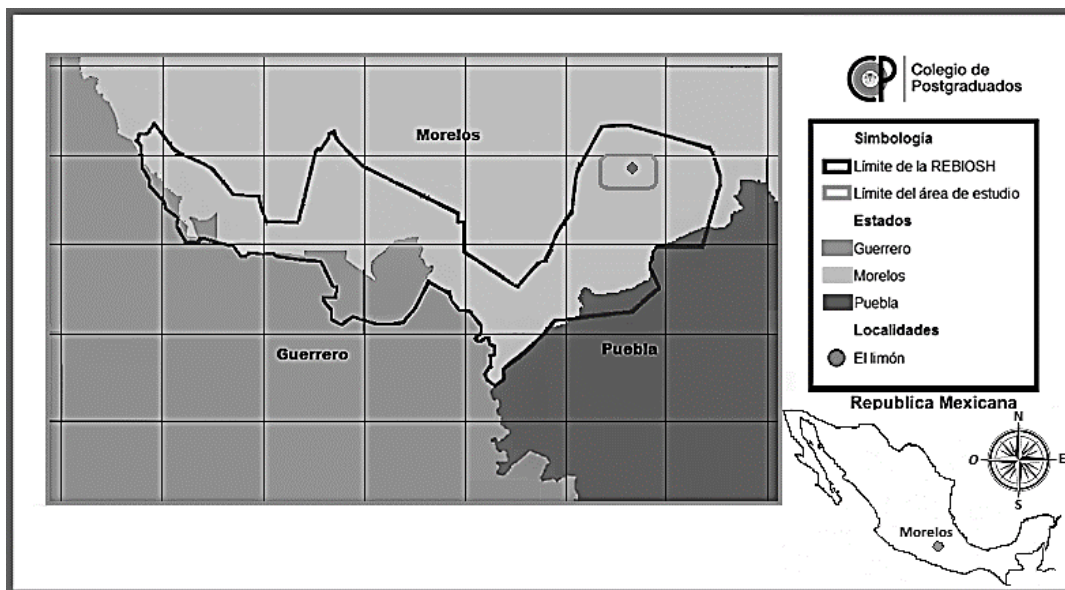 Morelos
Guerrero
Puebla
CP
Colegio de
Postgraduados
Simbología
Límite de la REBIOSH
Límite del área de estudio
Estados
Guerrero
Morelos
Puebla
Localidades
El limón
Republica Mexicana
N
O
E
S
Morelos